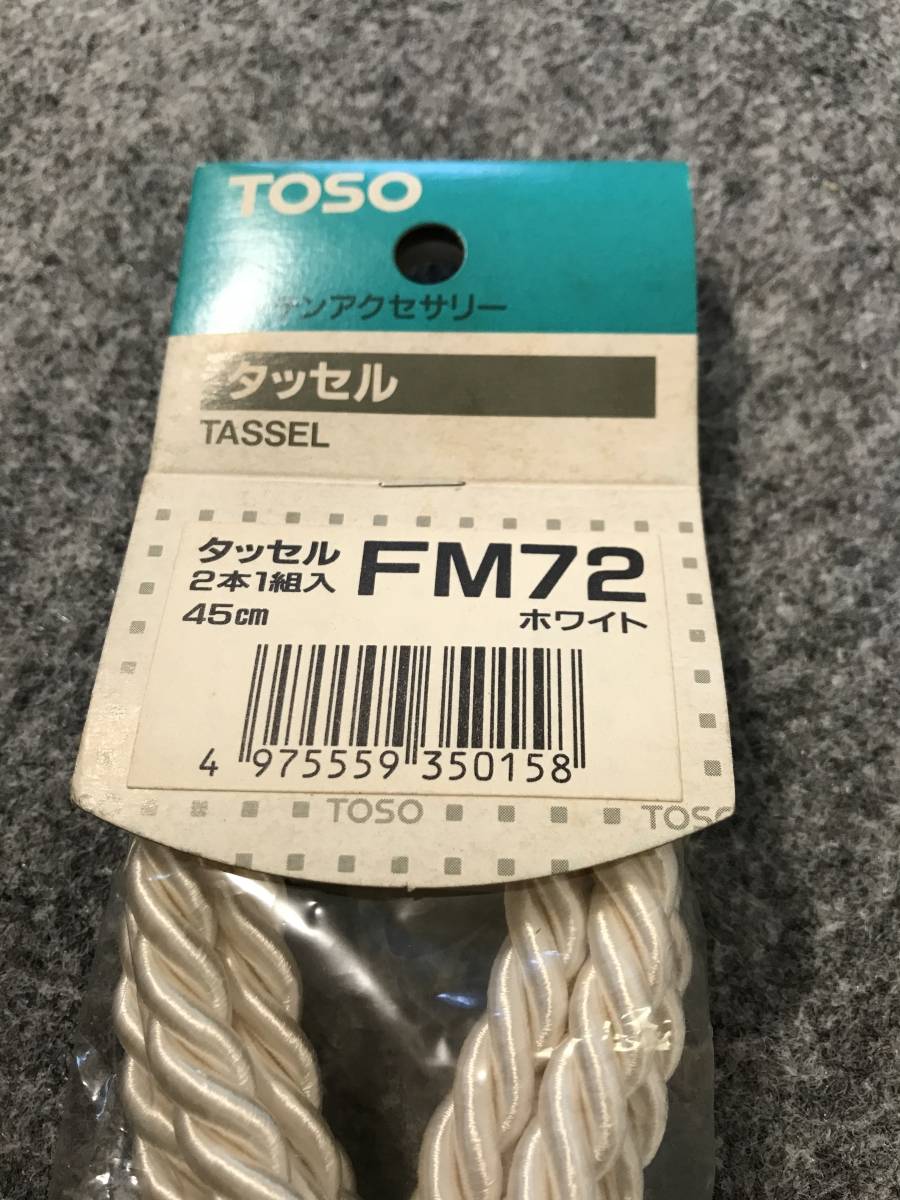 TOSO
テンアクセサリー
タッセル
TASSEL
タッセル
2本1組入
FM72
45cm
ホワイト
4 975559 350158
TOSO
TOSO